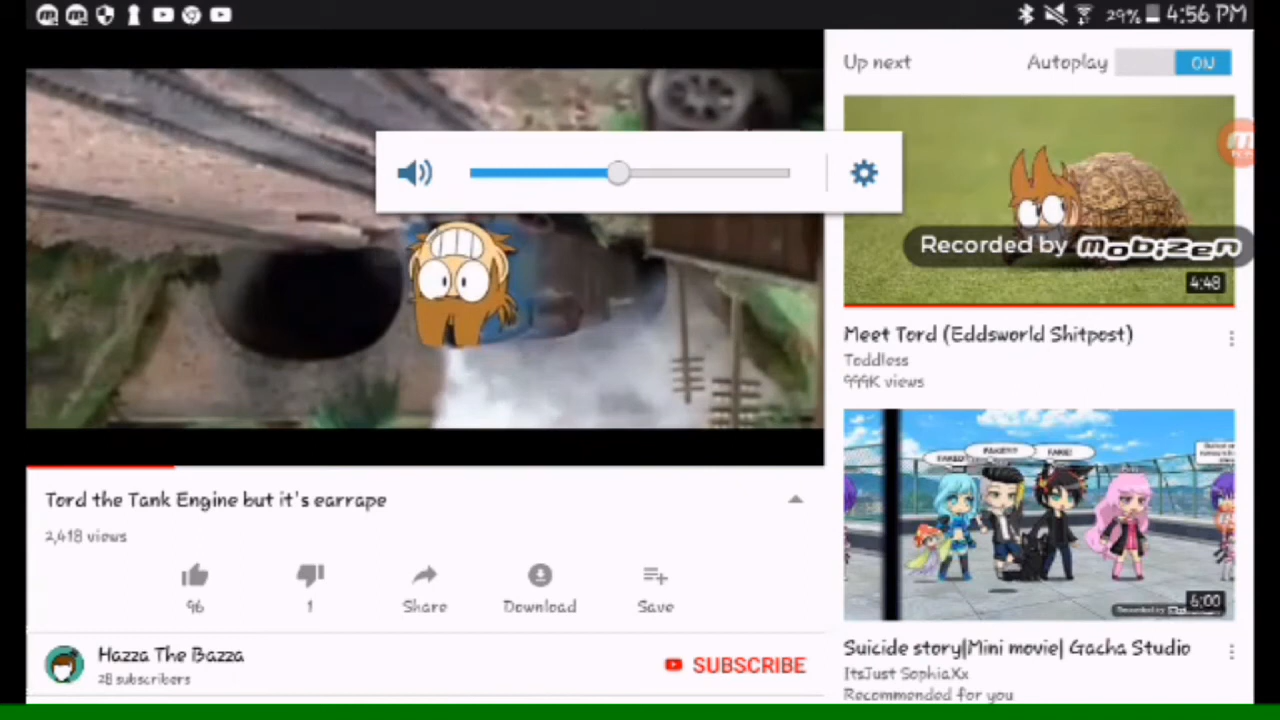 29% 4:56 PM
Up next Autoplay ON
Recorded by mobizen
4:48
Meet Tord (Eddsworld Shitpost)
Toddless
999K views
Tord the Tank Engine but it's earrape
2,418 views
96 1 Share Download Save
Hazza The Bazza
28 subscribers
SUBSCRIBE
FAKE!
6:00
Suicide story|Mini movie| Gacha Studio
ItsJust SophiaXx
Recommended for you